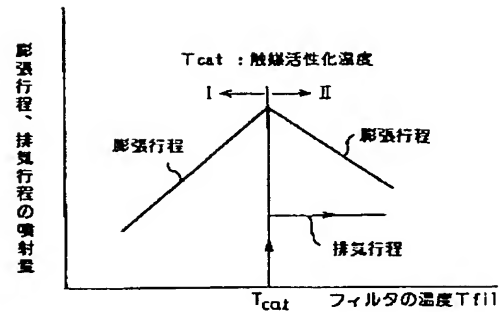 膨張行程、排気行程の噴射量
Tcat : 触媒活性化温度
I II
膨張行程
膨張行程
排気行程
Tcat
フィルタの温度Tfil